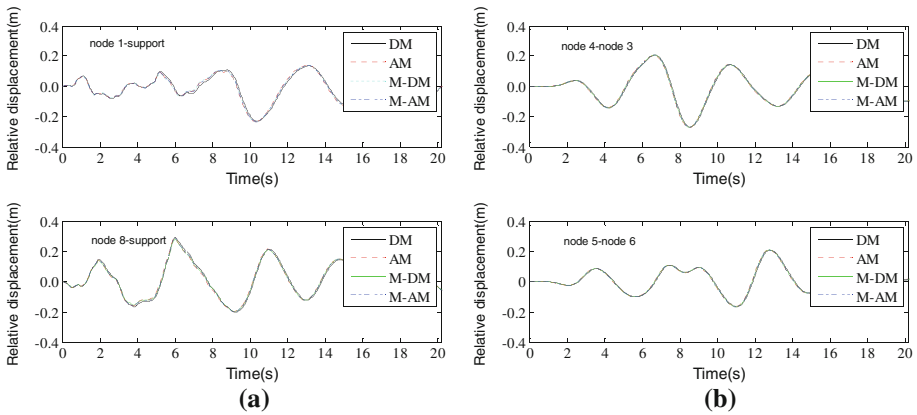 Relative displacement(m)
0.4
0.2
0.0
-0.2
-0.4
node 1-support
DM
AM
M-DM
M-AM
0 2 4 6 8 10 12 14 16 18 20
Time(s)
Relative displacement(m)
0.4
0.2
0.0
-0.2
-0.4
node 4-node 3
DM
AM
M-DM
M-AM
0 2 4 6 8 10 12 14 16 18 20
Time(s)
Relative displacement(m)
0.4
0.2
0.0
-0.2
-0.4
node 8-support
DM
AM
M-DM
M-AM
0 2 4 6 8 10 12 14 16 18 20
Time(s)
(a)
Relative displacement(m)
0.4
0.2
0.0
-0.2
-0.4
node 5-node 6
DM
AM
M-DM
M-AM
0 2 4 6 8 10 12 14 16 18 20
Time(s)
(b)